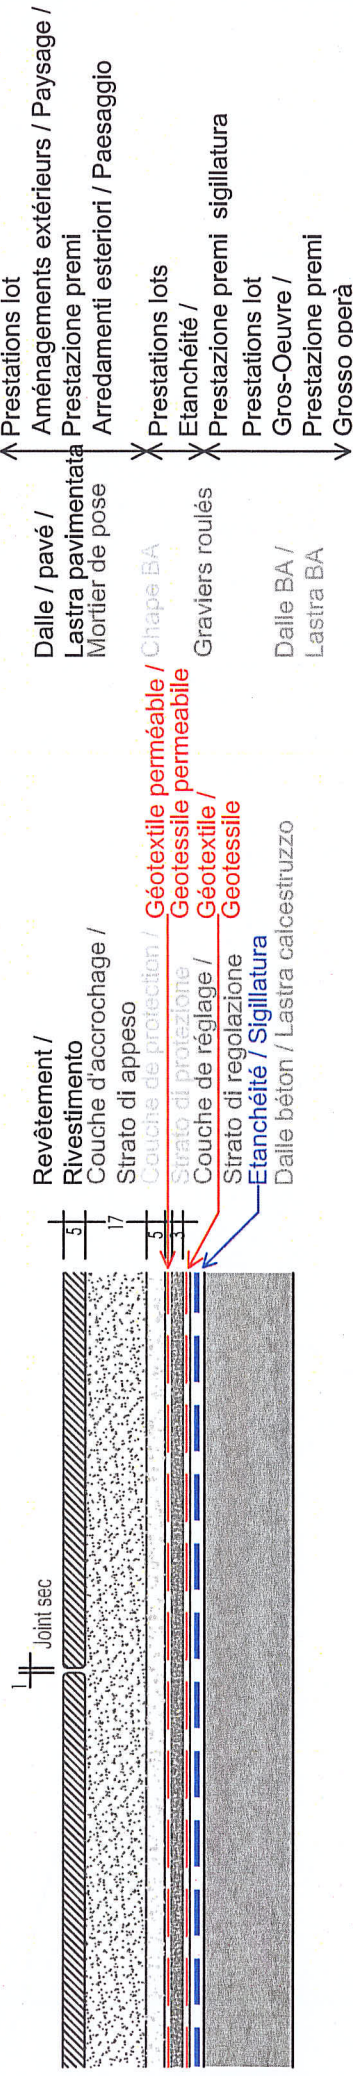 1
Joint sec
5
17
5
3
Revêtement /
Rivestimento
Couche d'accrochage /
Strato di appeso
Couche de protection /
Strato di protezione
Couche de réglage /
Strato di regolazione
Etanchéité / Sigillatura
Dalle béton / Lastra calcestruzzo
Géotextile perméable /
Geotessile permeabile
Géotextile /
Geotessile
Dalle / pavé /
Lastra pavimentata
Mortier de pose
Chape BA
Graviers roulés
Dalle BA /
Lastra BA
Prestations lot
Aménagements extérieurs / Paysage /
Prestazione premi
Arredamenti esteriori / Paesaggio
Prestations lots
Etanchéité /
Prestazione premi sigillatura
Prestations lot
Gros-Oeuvre /
Prestazione premi
Grosso operà